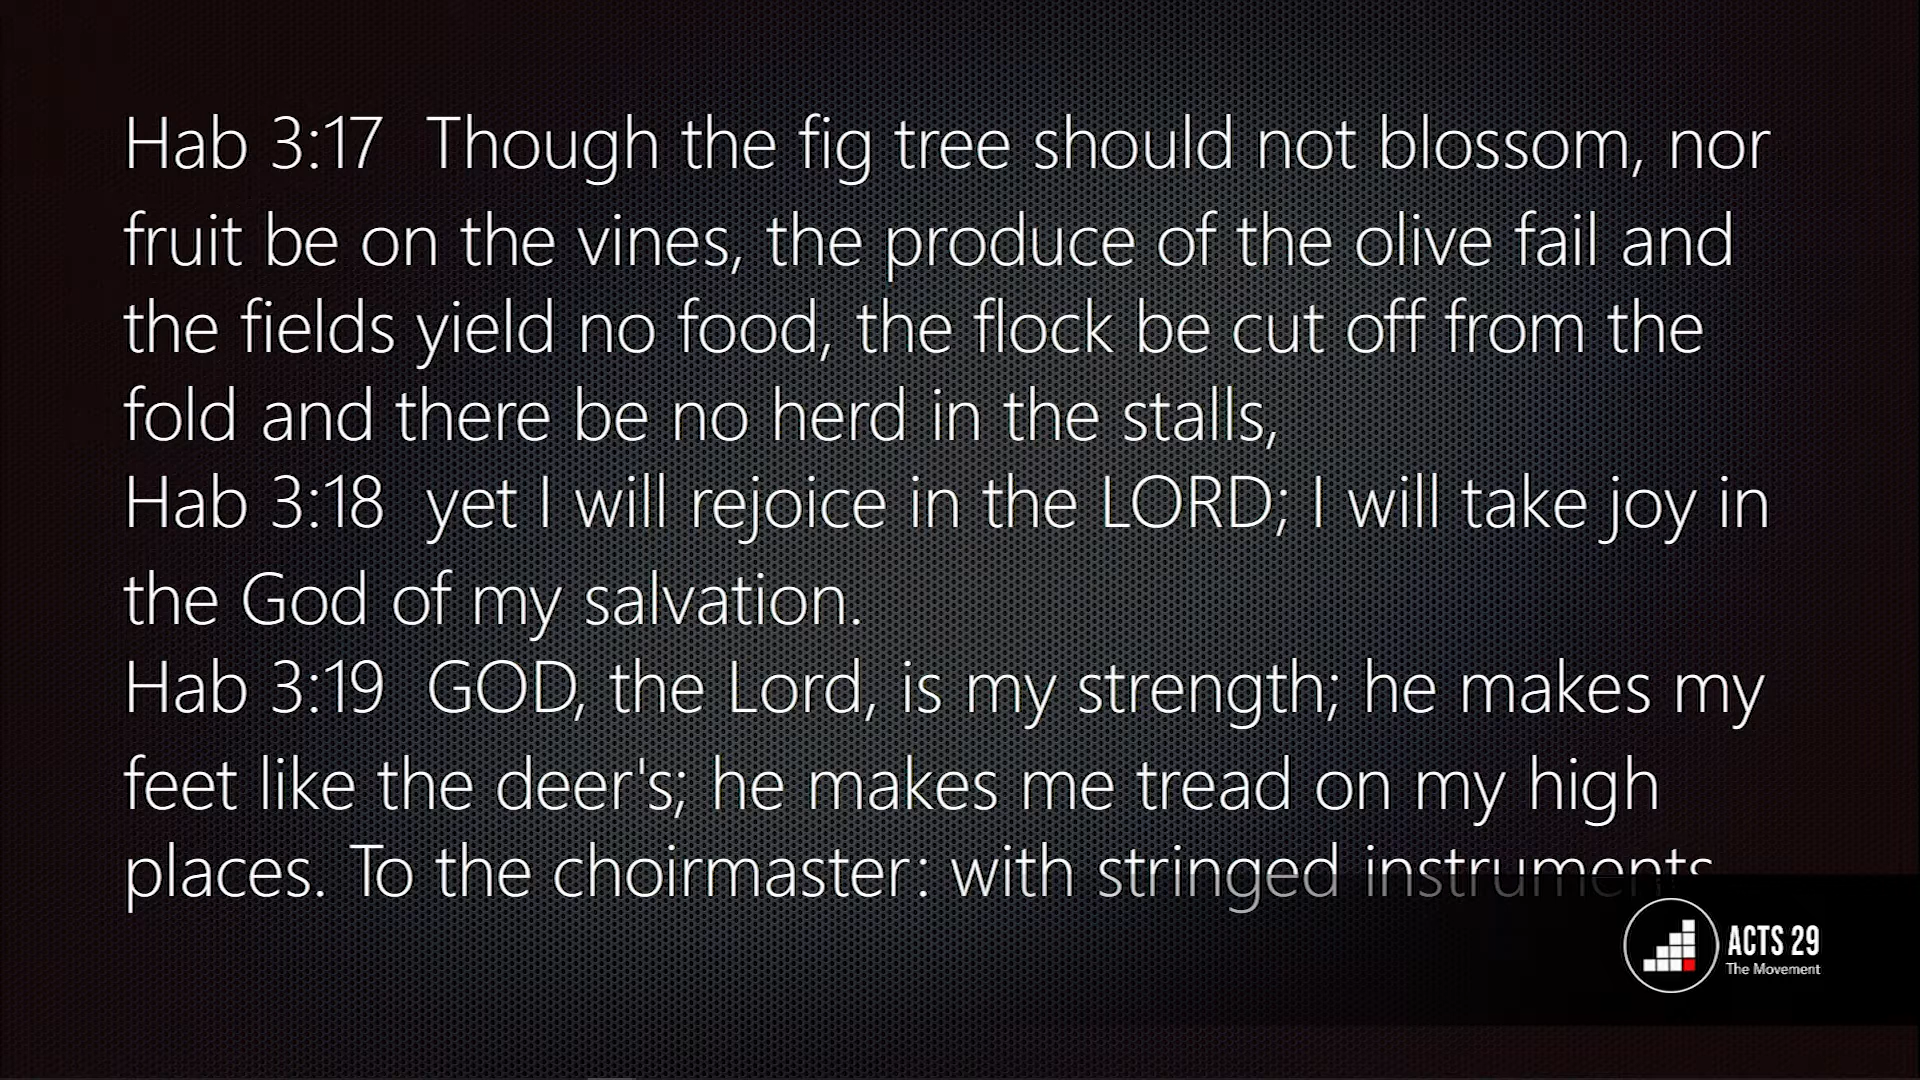 Hab 3:17  Though the fig tree should not blossom, nor
fruit be on the vines, the produce of the olive fail and
the fields yield no food, the flock be cut off from the
fold and there be no herd in the stalls,
Hab 3:18  yet I will rejoice in the LORD; I will take joy in
the God of my salvation.
Hab 3:19  GOD, the Lord, is my strength; he makes my
feet like the deer's; he makes me tread on my high
places. To the choirmaster: with stringed instruments
ACTS 29
The Movement